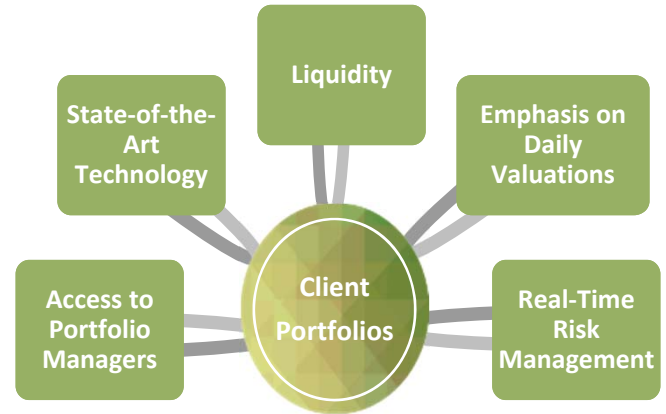 Liquidity
State-of-the-
Art
Technology
Emphasis on
Daily
Valuations
Access to
Portfolio
Managers
Client
Portfolios
Real-Time
Risk
Management